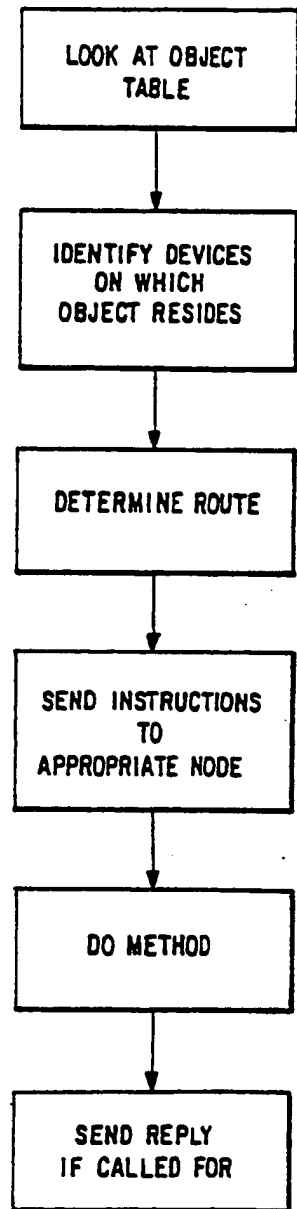 LOOK AT OBJECT
TABLE
IDENTIFY DEVICES
ON WHICH
OBJECT RESIDES
DETERMINE ROUTE
SEND INSTRUCTIONS
TO
APPROPRIATE NODE
DO METHOD
SEND REPLY
IF CALLED FOR